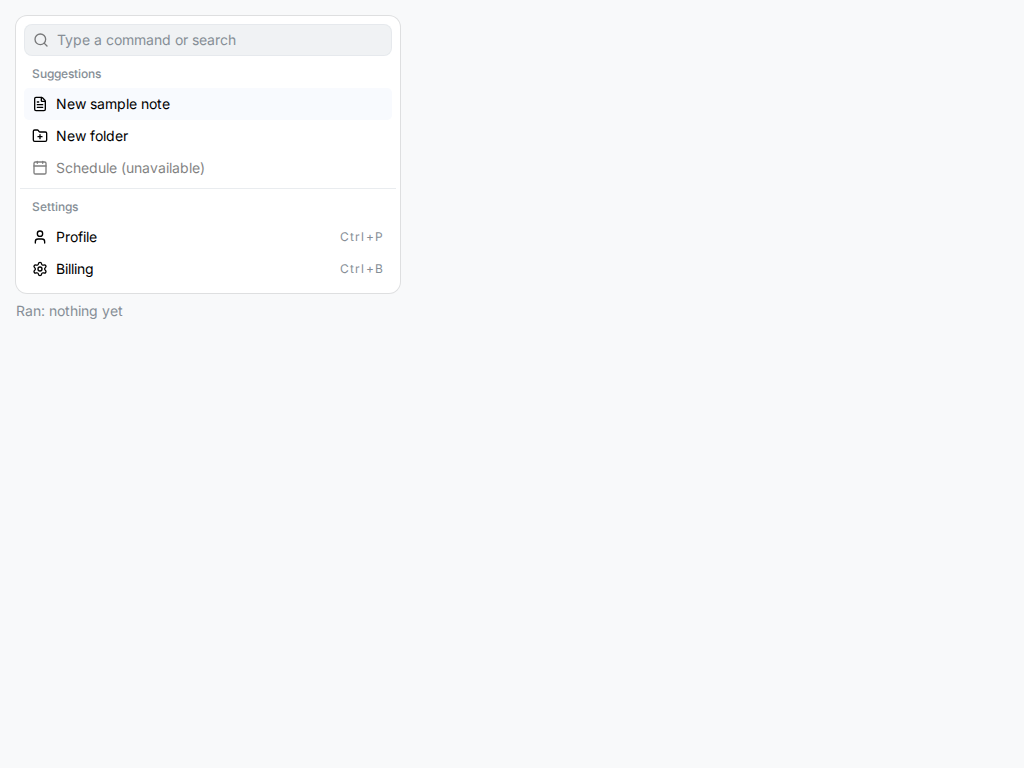 Type a command or search
Suggestions
New sample note
New folder
Schedule (unavailable)
Settings
Profile Ctrl+P
Billing Ctrl+B
Ran: nothing yet